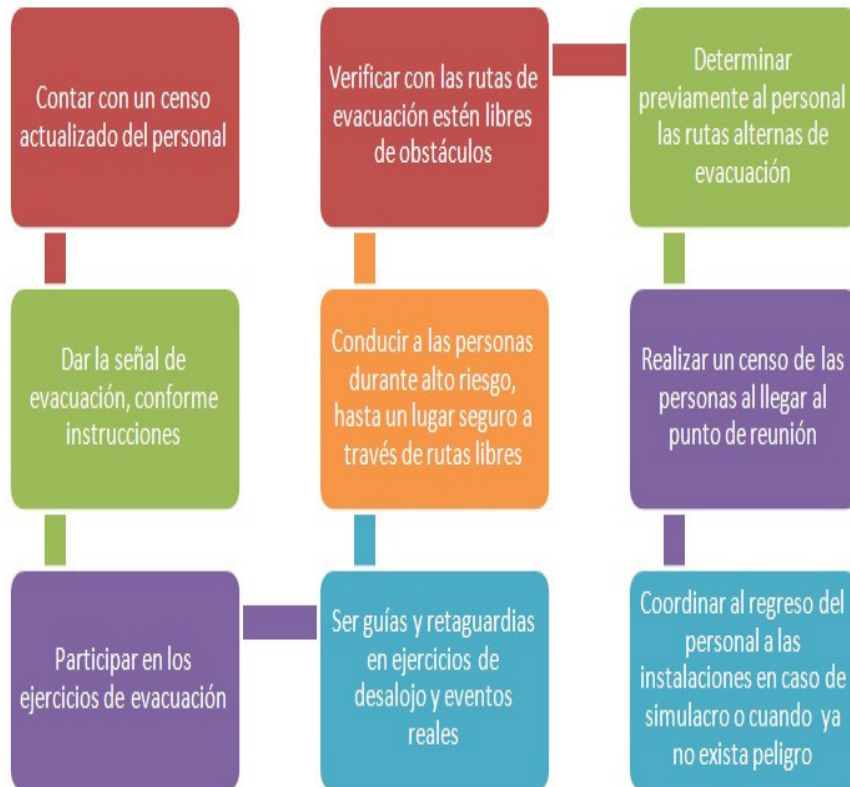 Contar con un censo
actualizado del personal
Dar la señal de
evacuación, conforme
instrucciones
Participar en los
ejercicios de evacuación
Ser guías y retaguardias
en ejercicios de
desalojo y eventos
reales
Conducir a las personas
durante alto riesgo,
hasta un lugar seguro a
través de rutas libres
Verificar con las rutas de
evacuación estén libres
de obstáculos
Determinar
previamente al personal
las rutas alternas de
evacuación
Realizar un censo de las
personas al llegar al
punto de reunión
Coordinar al regreso del
personal a las
instalaciones en caso de
simulacro o cuando ya
no exista peligro